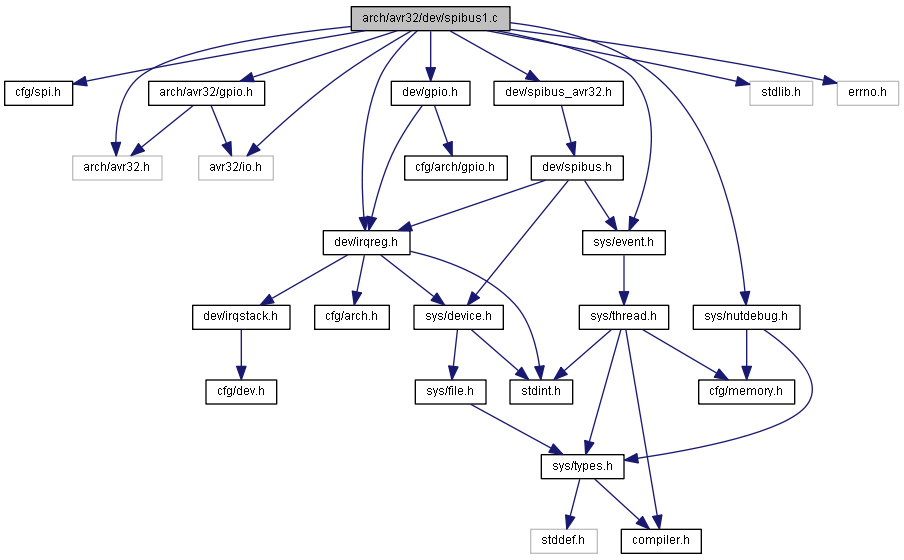 arch/avr32/dev/spibus1.c
cfg/spi.h
arch/avr32/gpio.h
dev/gpio.h
dev/spibus_avr32.h
stdlib.h
errno.h
arch/avr32.h
avr32/io.h
cfg/arch/gpio.h
dev/spibus.h
dev/irqreg.h
sys/event.h
dev/irqstack.h
cfg/arch.h
sys/device.h
sys/thread.h
sys/nutdebug.h
cfg/dev.h
sys/file.h
stdint.h
cfg/memory.h
sys/types.h
stddef.h
compiler.h